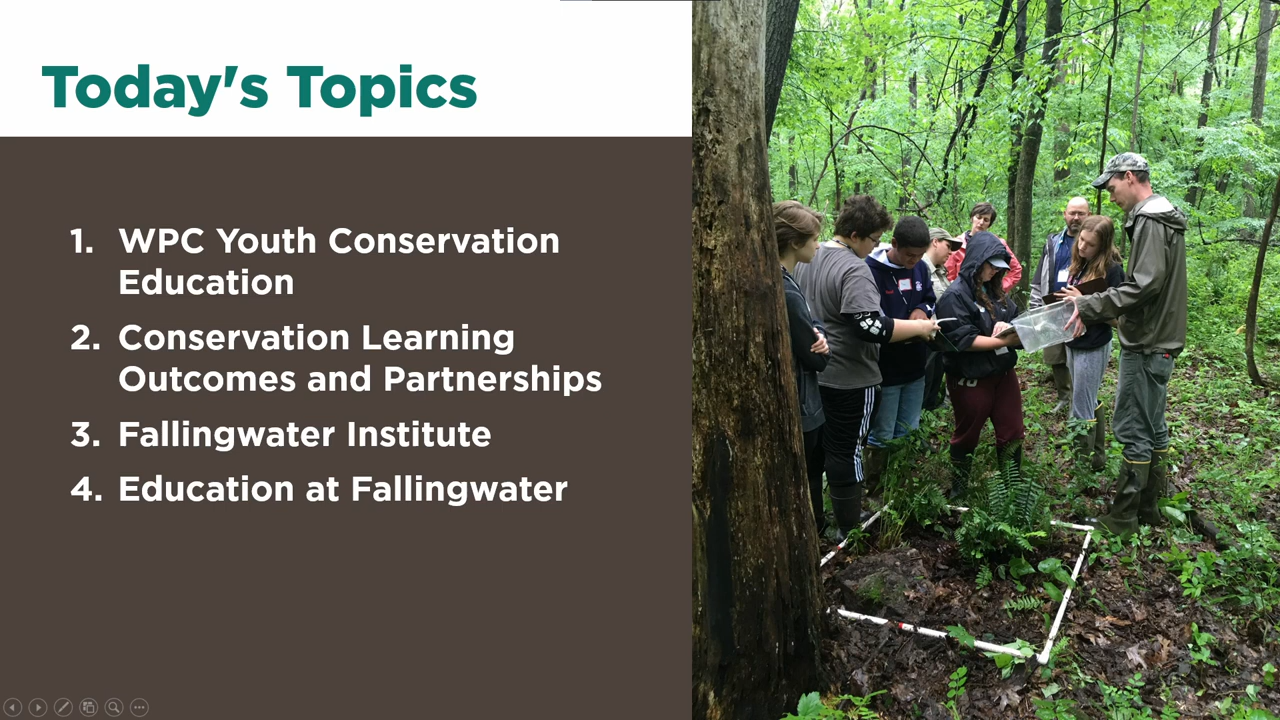 Today's Topics
1. WPC Youth Conservation
Education
2. Conservation Learning
Outcomes and Partnerships
3. Fallingwater Institute
4. Education at Fallingwater